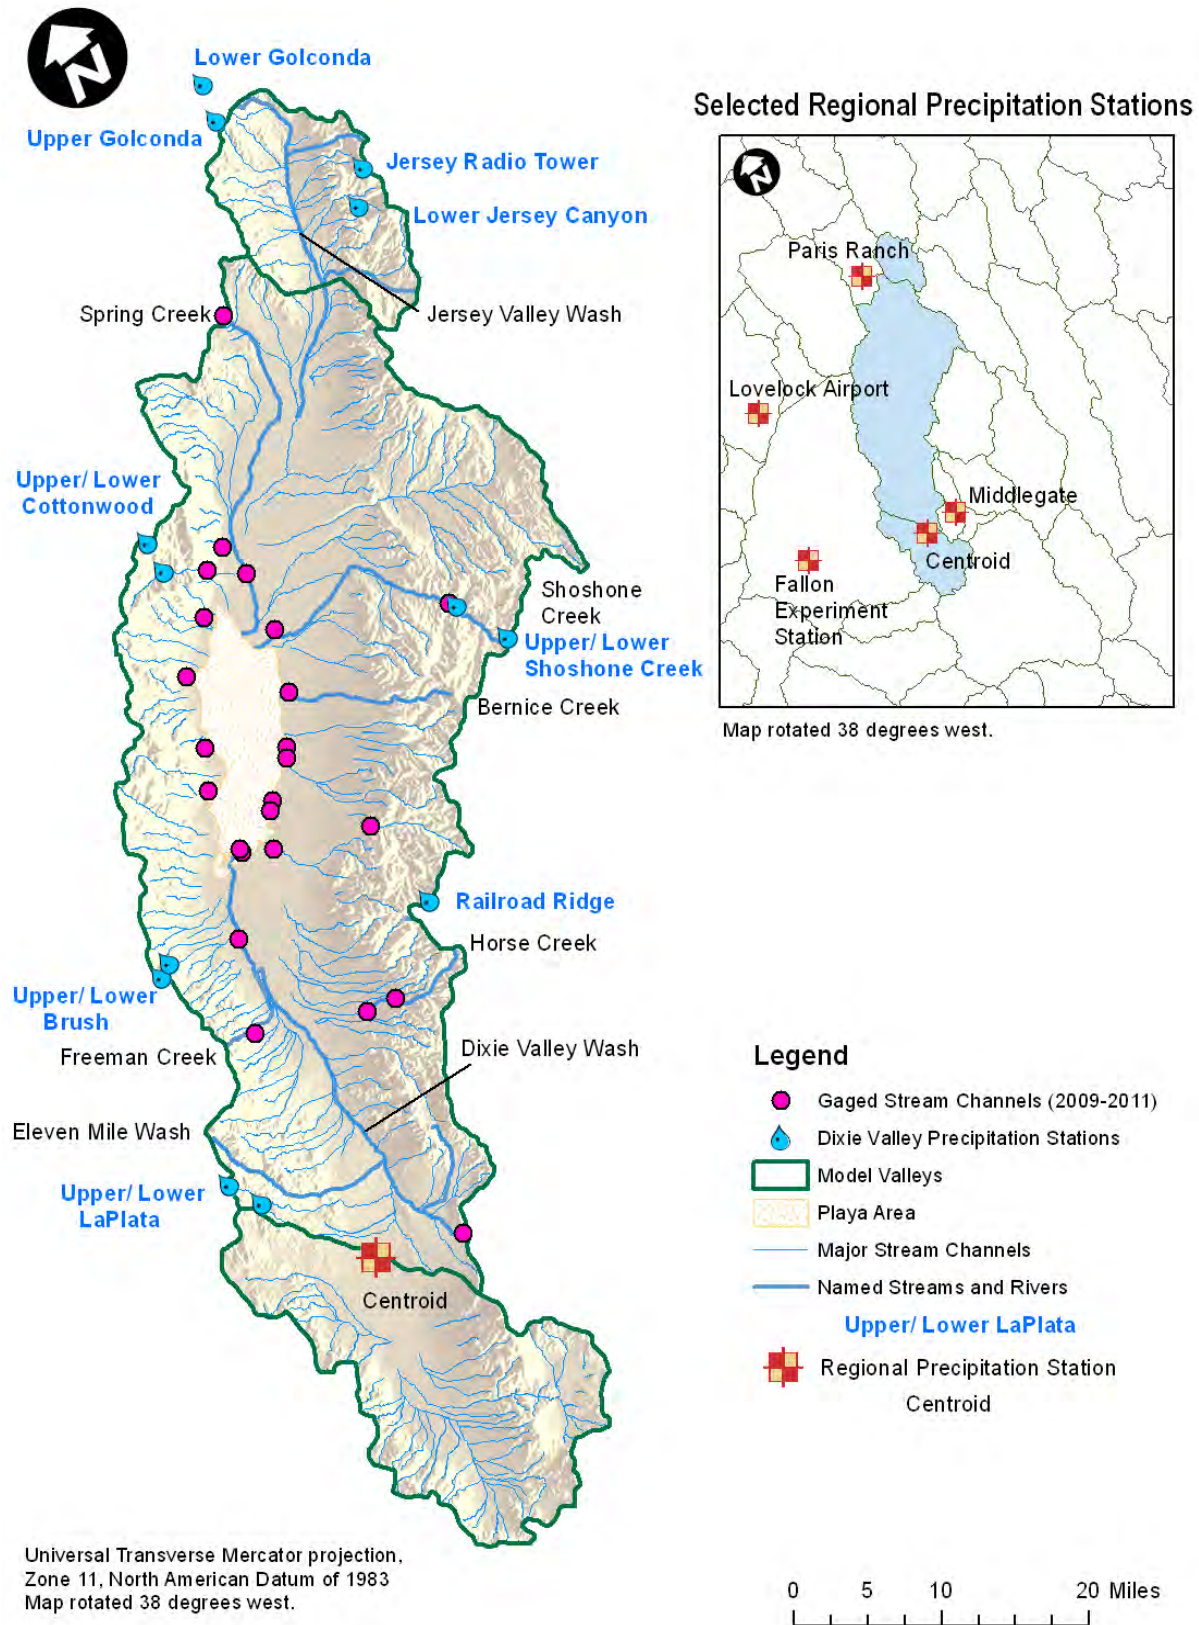 N
Lower Golconda
Upper Golconda
Jersey Radio Tower
Lower Jersey Canyon
Spring Creek
Jersey Valley Wash
Upper/ Lower
Cottonwood
Shoshone
Creek
Upper/ Lower
Shoshone Creek
Bernice Creek
Railroad Ridge
Horse Creek
Upper/ Lower
Brush
Freeman Creek
Dixie Valley Wash
Eleven Mile Wash
Upper/ Lower
LaPlata
Centroid
Universal Transverse Mercator projection,
Zone 11, North American Datum of 1983
Map rotated 38 degrees west.
Selected Regional Precipitation Stations
N
Paris Ranch
Lovelock Airport
Middlegate
Centroid
Fallon
Experiment
Station
Map rotated 38 degrees west.
Legend
Gaged Stream Channels (2009-2011)
Dixie Valley Precipitation Stations
Model Valleys
Playa Area
Major Stream Channels
Named Streams and Rivers
Upper/ Lower LaPlata
Regional Precipitation Station
Centroid
0 5 10 20 Miles